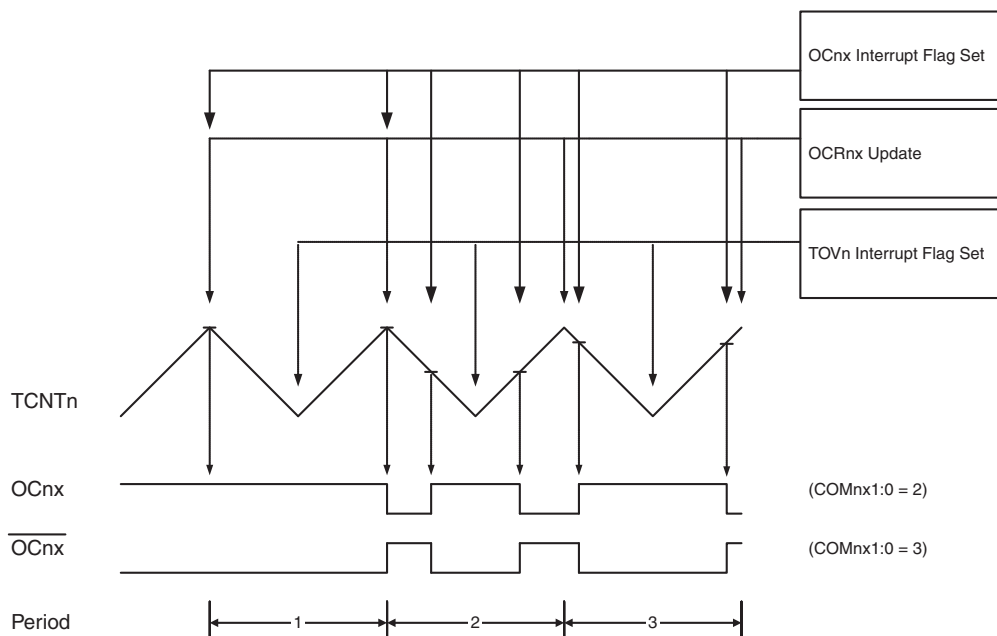 OCnx Interrupt Flag Set
OCRnx Update
TOVn Interrupt Flag Set
TCNTn
OCnx
(COMnx1:0 = 2)
OCnx
(COMnx1:0 = 3)
Period
1
2
3